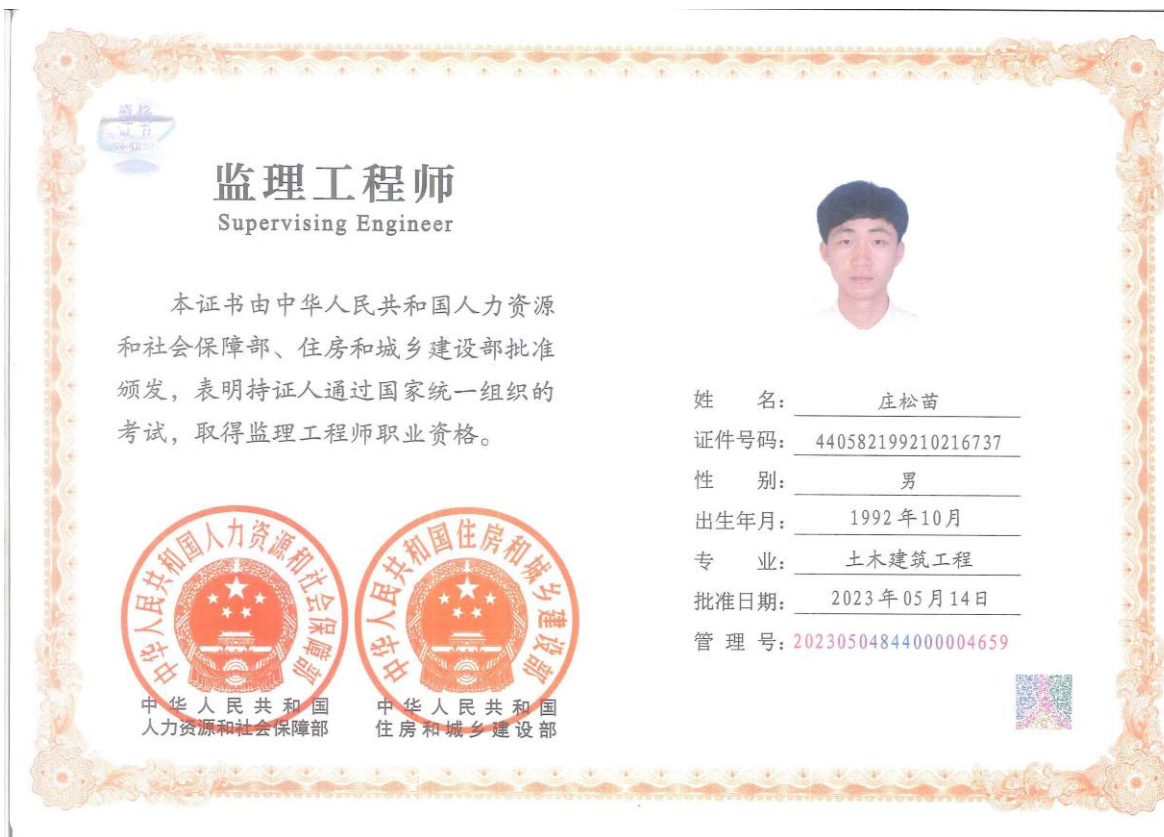 资格
证书
监理工程师
Supervising Engineer
本证书由中华人民共和国人力资源
和社会保障部、住房和城乡建设部批准
颁发，表明持证人通过国家统一组织的
考试，取得监理工程师职业资格。
中华人民共和国人力资源和社会保障部
中华人民共和国住房和城乡建设部
中华人民共和国
人力资源和社会保障部
中华人民共和国
住房和城乡建设部
姓名：庄松苗
证件号码：440582199210216737
性别：男
出生年月：1992年10月
专业：土木建筑工程
批准日期：2023年05月14日
管理号：20230504844000004659